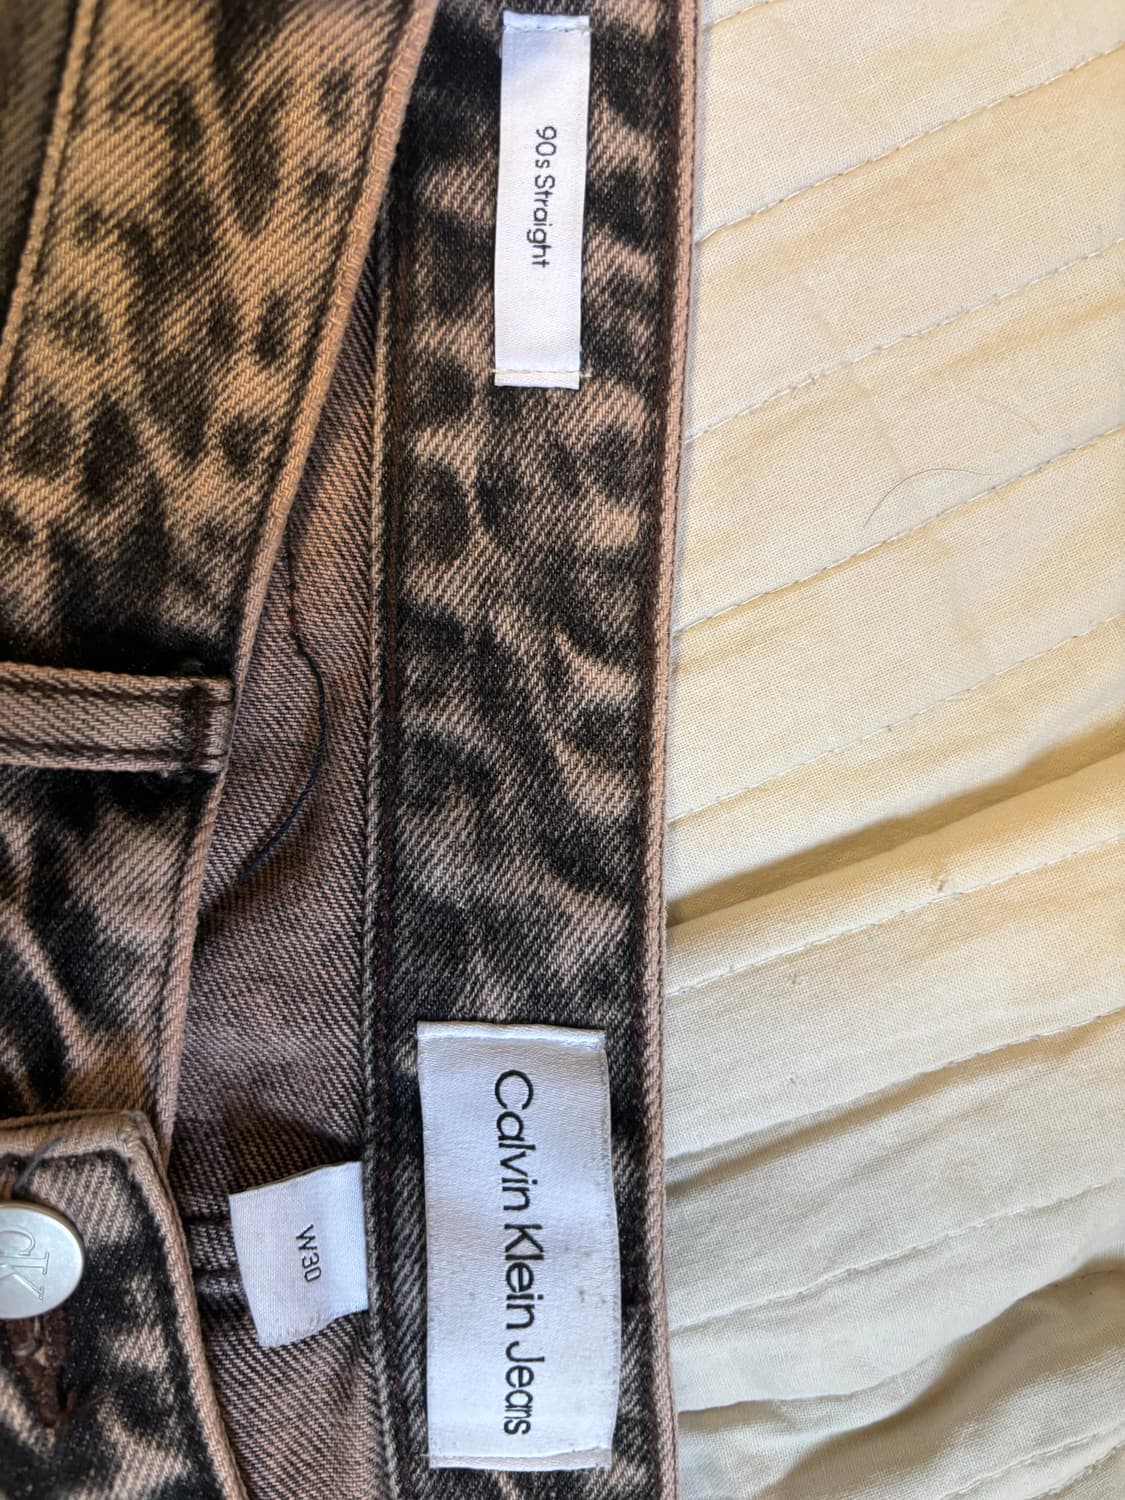 90s Straight
Calvin Klein Jeans
W30
CK